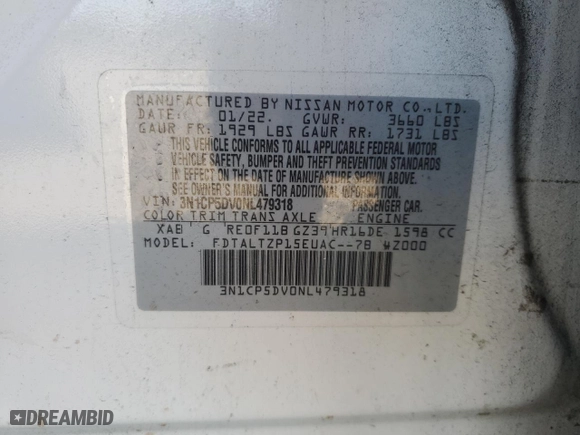 MANUFACTURED BY NISSAN MOTOR CO.,LTD.
DATE: 01/22. GVWR: 3660 LBS
GAWR FR: 1929 LBS GAWR RR: 1731 LBS
THIS VEHICLE CONFORMS TO ALL APPLICABLE FEDERAL MOTOR
VEHICLE SAFETY, BUMPER AND THEFT PREVENTION STANDARDS
IN EFFECT ON THE DATE OF MANUFACTURE SHOWN ABOVE.
SEE OWNER'S MANUAL FOR ADDITIONAL INFORMATION.
VIN: 3N1CP5DV0NL479318 PASSENGER CAR.
COLOR TRIM TRANS AXLE ENGINE
XAB G RE0F11B GZ39 HR16DE 1598 CC
MODEL: FDTALTZP15EUAC--7B WZ000
3N1CP5DV0NL479318
DREAMBID